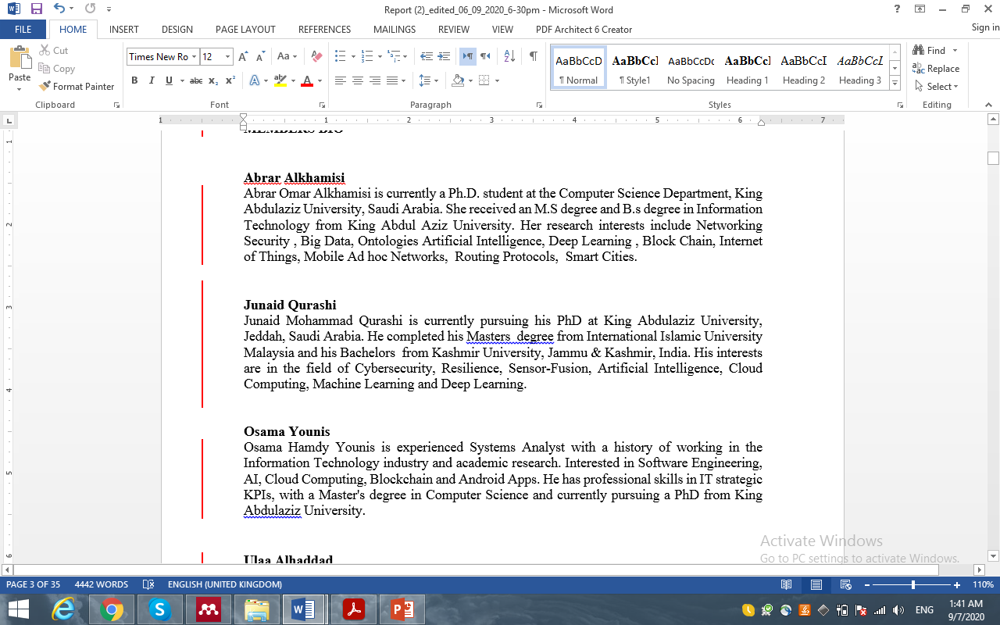 Report (2)_edited_06_09_2020_6-30pm - Microsoft Word
FILE HOME INSERT DESIGN PAGE LAYOUT REFERENCES MAILINGS REVIEW VIEW PDF Architect 6 Creator Sign in
Paste
Cut
Copy
Format Painter
Times New Ro 12
AaBbCcD AaBbCcI AaBbCcDc AaBbCcI AaBbCcI AaBbCcL
¶ Normal ¶ Style1 No Spacing Heading 1 Heading 2 Heading 3
Find
Replace
Select
Clipboard Font Paragraph Styles Editing
1 1 2 3 4 5 6 7
MEMBERS BIO
Abrar Alkhamisi
Abrar Omar Alkhamisi is currently a Ph.D. student at the Computer Science Department, King
Abdulaziz University, Saudi Arabia. She received an M.S degree and B.s degree in Information
Technology from King Abdul Aziz University. Her research interests include Networking
Security , Big Data, Ontologies Artificial Intelligence, Deep Learning , Block Chain, Internet
of Things, Mobile Ad hoc Networks,  Routing Protocols,  Smart Cities.
Junaid Qurashi
Junaid Mohammad Qurashi is currently pursuing his PhD at King Abdulaziz University,
Jeddah, Saudi Arabia. He completed his Masters  degree from International Islamic University
Malaysia and his Bachelors  from Kashmir University, Jammu & Kashmir, India. His interests
are in the field of Cybersecurity, Resilience, Sensor-Fusion, Artificial Intelligence, Cloud
Computing, Machine Learning and Deep Learning.
Osama Younis
Osama Hamdy Younis is experienced Systems Analyst with a history of working in the
Information Technology industry and academic research. Interested in Software Engineering,
AI, Cloud Computing, Blockchain and Android Apps. He has professional skills in IT strategic
KPIs, with a Master's degree in Computer Science and currently pursuing a PhD from King
Abdulaziz University.
Ulaa Alhaddad
Activate Windows
Go to PC settings to activate Windows.
PAGE 3 OF 35 4442 WORDS ENGLISH (UNITED KINGDOM) 110%
ENG
1:41 AM
9/7/2020